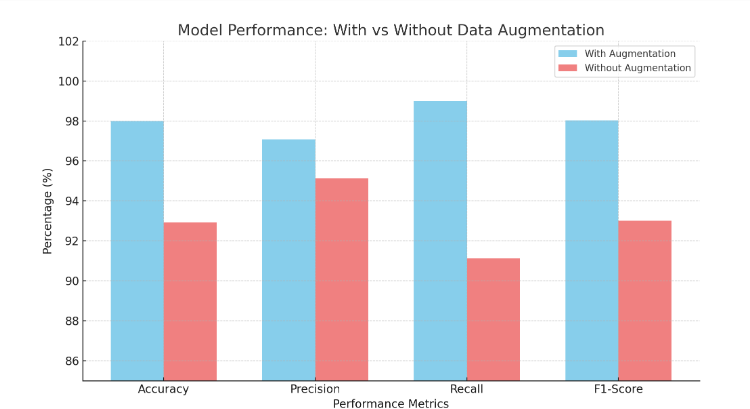 Model Performance: With vs Without Data Augmentation
With Augmentation
Without Augmentation
Percentage (%)
102
100
98
96
94
92
90
88
86
Accuracy Precision Recall F1-Score
Performance Metrics